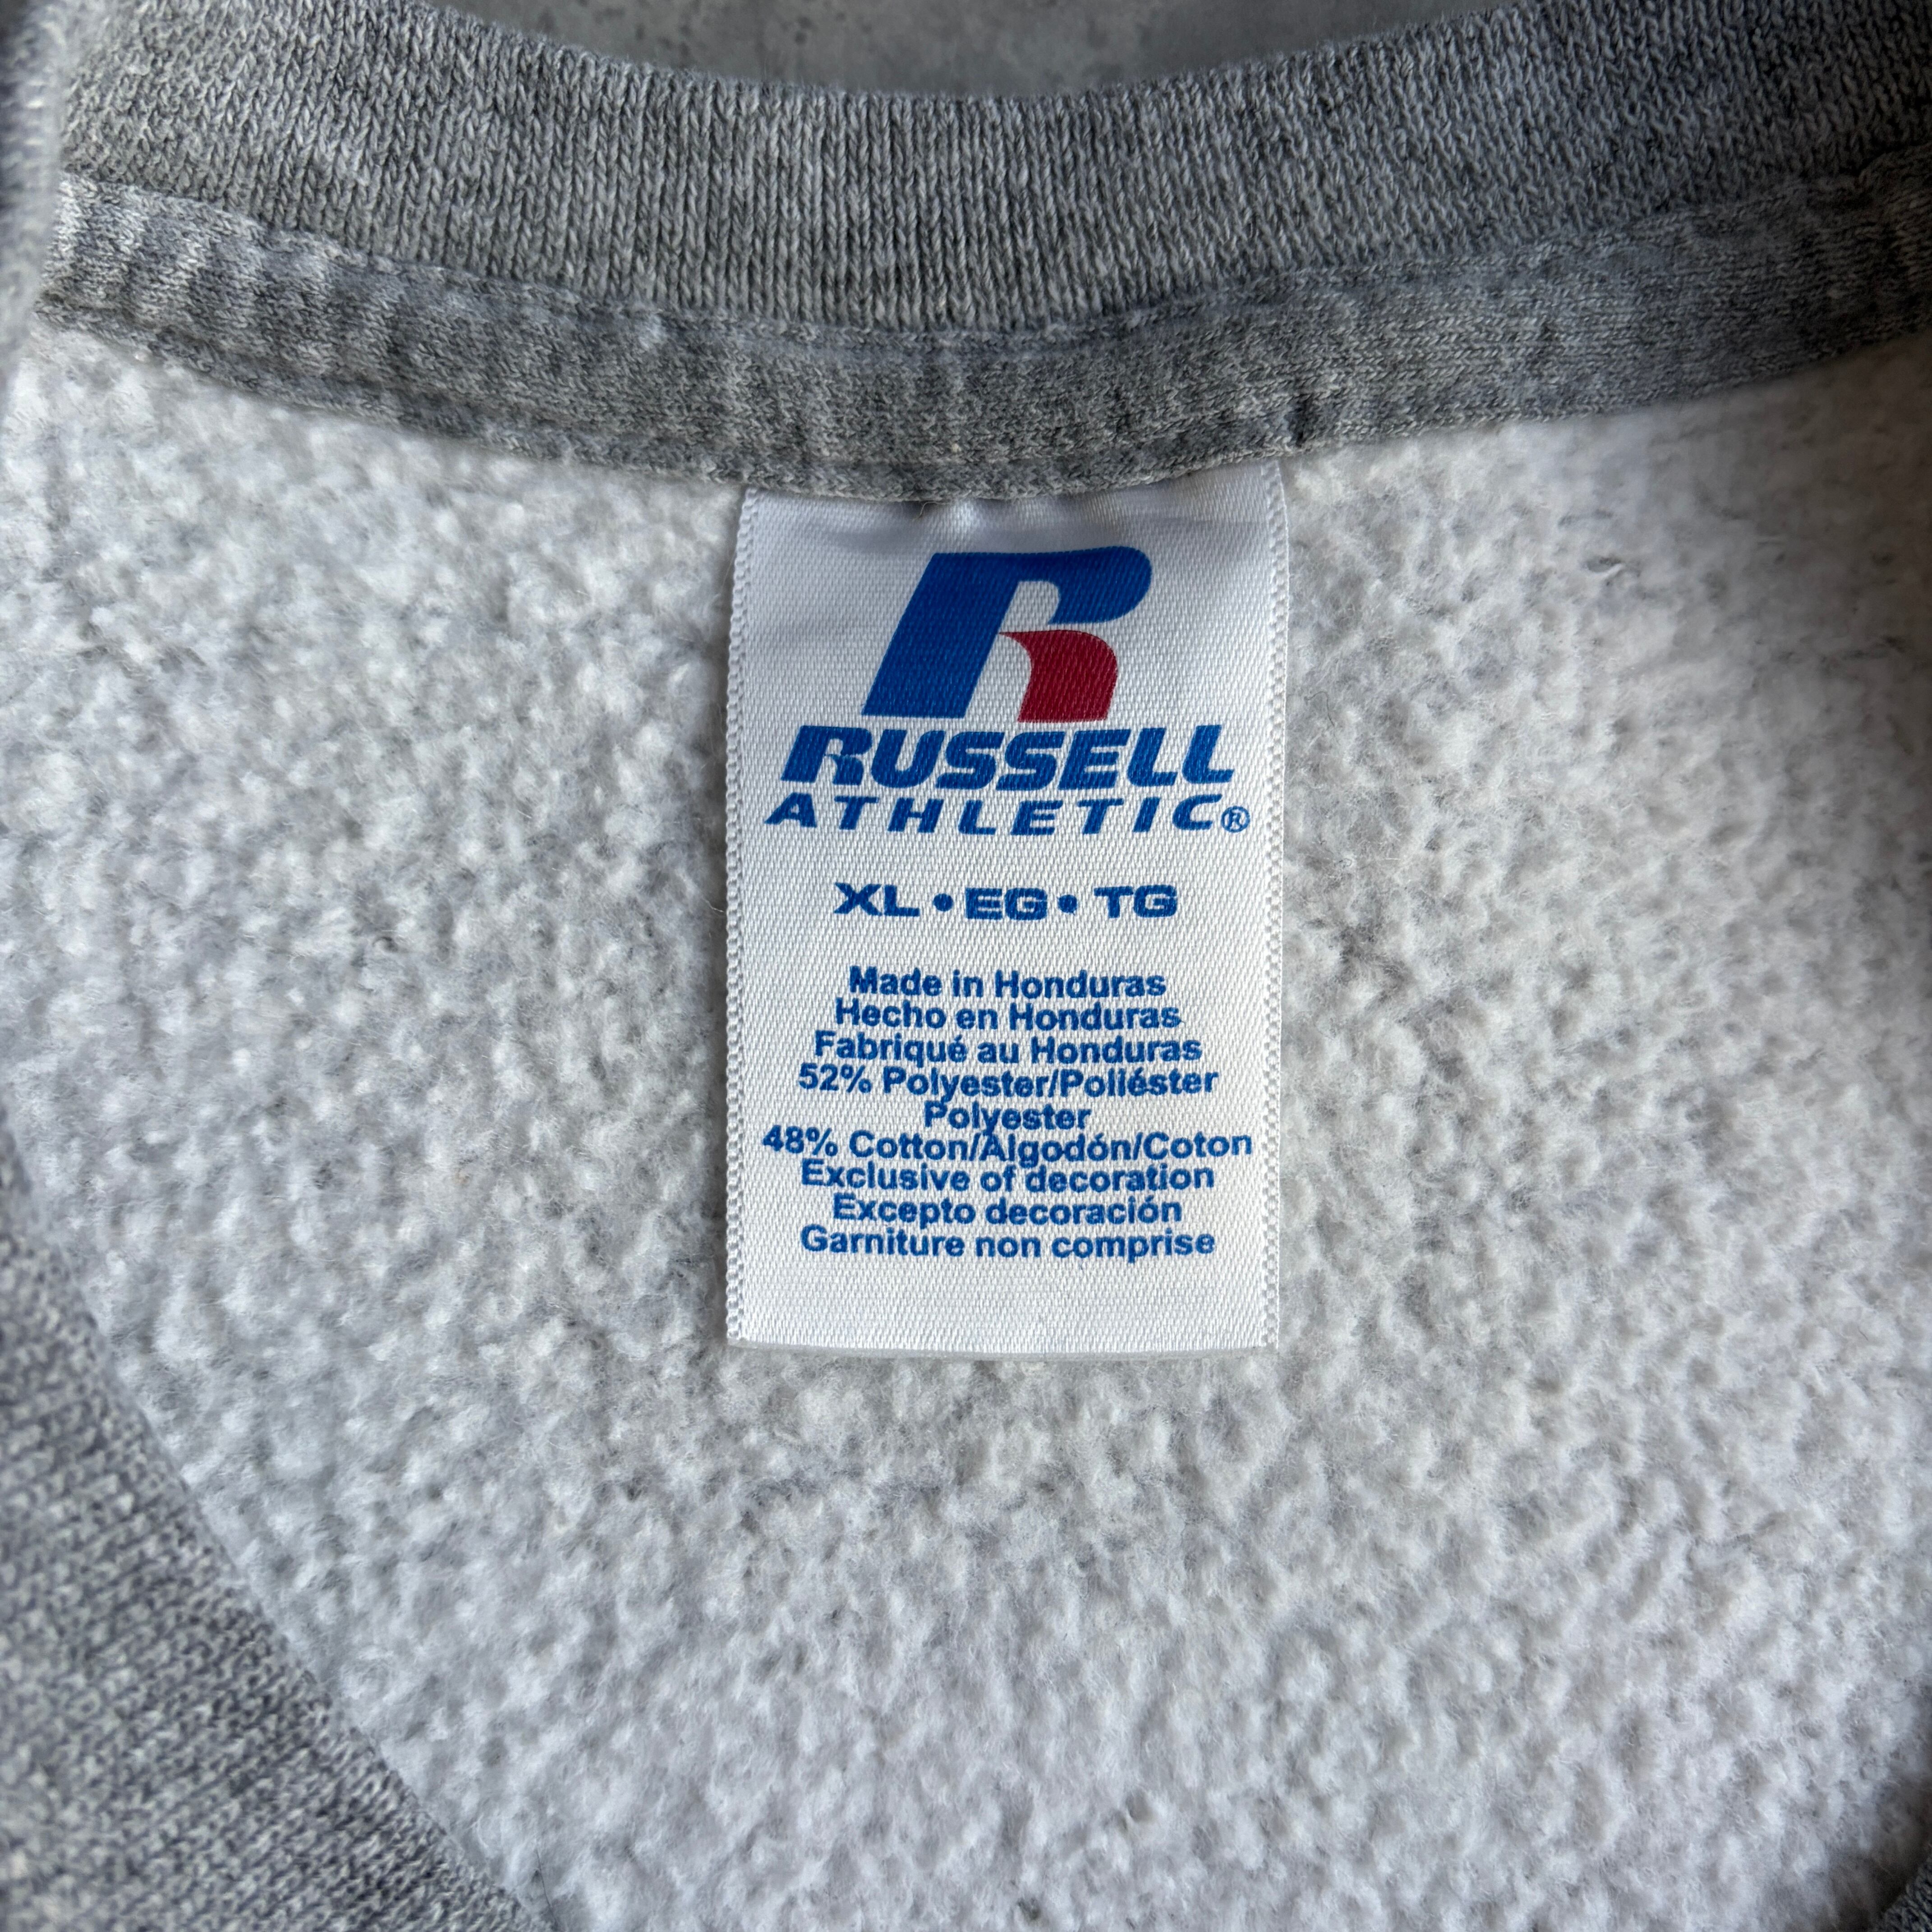 R
RUSSELL
ATHLETIC®
XL • EG • TG
Made in Honduras
Hecho en Honduras
Fabriqué au Honduras
52% Polyester/Poliéster
Polyester
48% Cotton/Algodón/Coton
Exclusive of decoration
Excepto decoración
Garniture non comprise